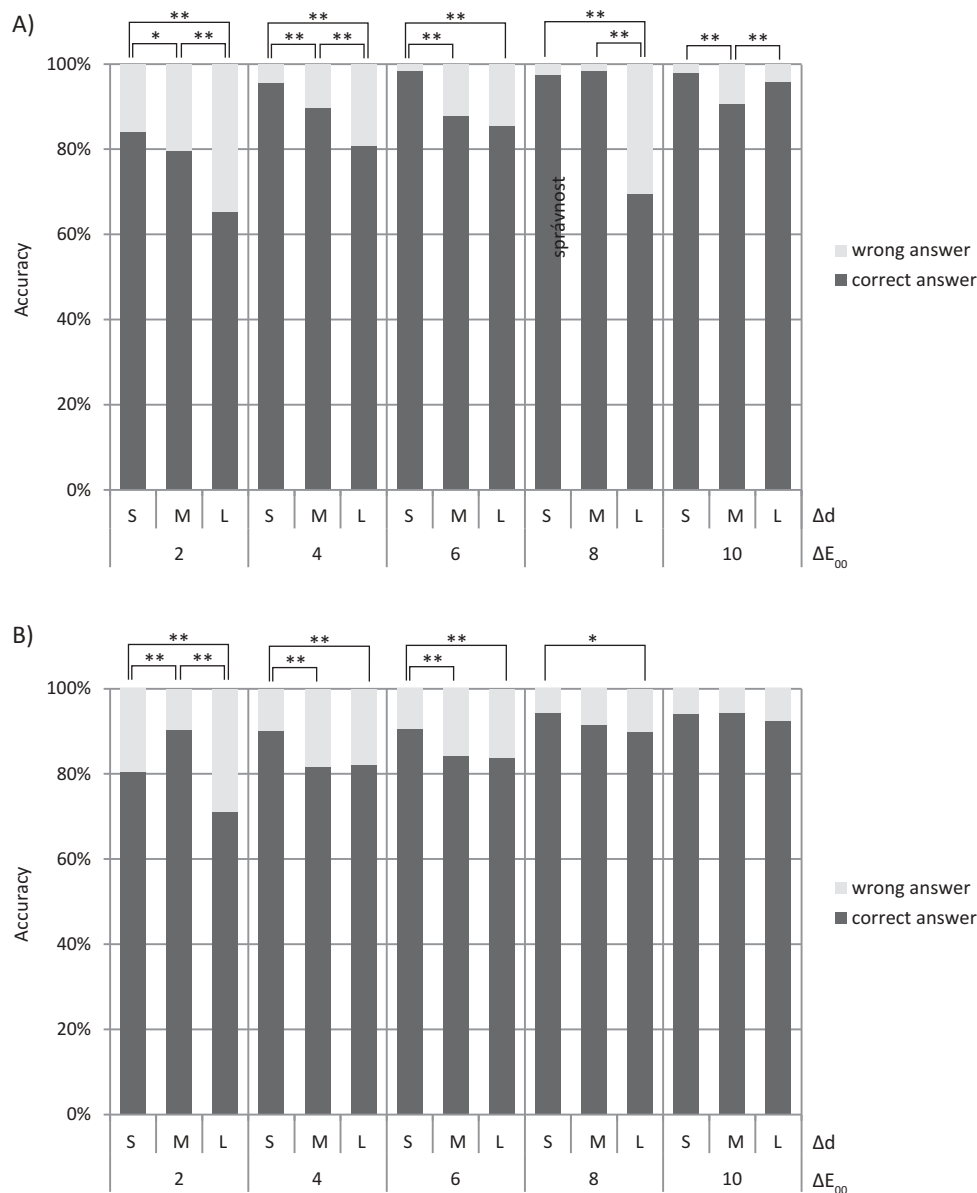 A)
** ** ** ** 
* ** ** ** ** ** ** **
100%
80%
60%
40%
20%
0%
Accuracy
správnost
wrong answer
correct answer
S M L S M L S M L S M L S M L Δd
2 4 6 8 10 ΔE₀₀
B)
** ** ** *
** ** ** **
100%
80%
60%
40%
20%
0%
Accuracy
wrong answer
correct answer
S M L S M L S M L S M L S M L Δd
2 4 6 8 10 ΔE₀₀